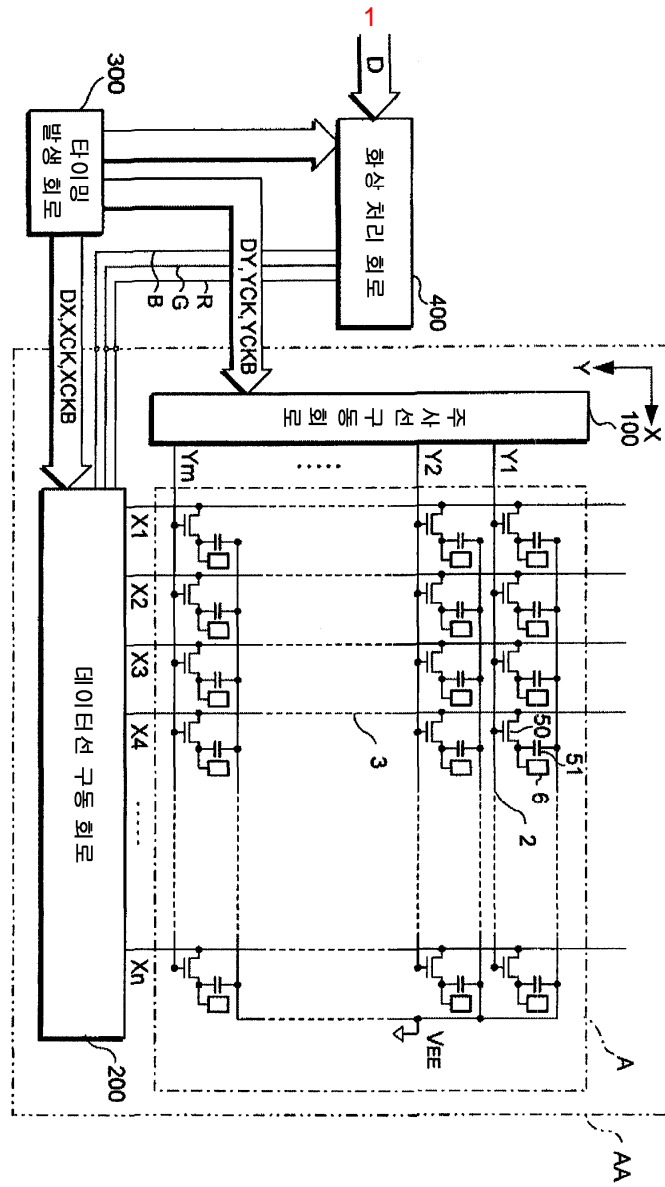 1
D
화상 처리 회로
400
300
타이밍
발생 회로
DY,YCK,YCKB
R
G
B
DX,XCK,XCKB
X
Y
100
주사선 구동 회로
Y1
Y2
.....
Ym
X1
X2
X3
X4
.....
Xn
50
51
6
2
3
VEE
A
AA
데이터선 구동 회로
200